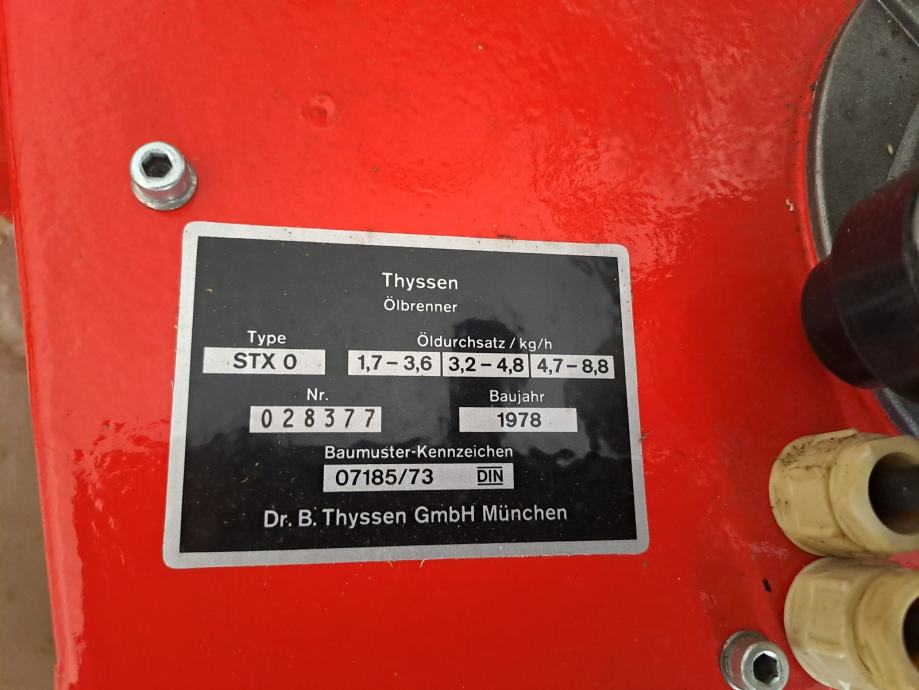 Thyssen
Ölbrenner
Type Öldurchsatz / kg/h
STX 0 1,7 – 3,6 3,2 – 4,8 4,7 – 8,8
Nr. Baujahr
028377 1978
Baumuster-Kennzeichen
07185/73 DIN
Dr. B. Thyssen GmbH München